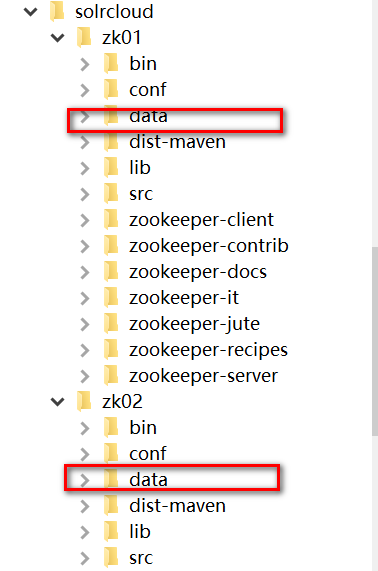 solrcloud
zk01
bin
conf
data
dist-maven
lib
src
zookeeper-client
zookeeper-contrib
zookeeper-docs
zookeeper-it
zookeeper-jute
zookeeper-recipes
zookeeper-server
zk02
bin
conf
data
dist-maven
lib
src